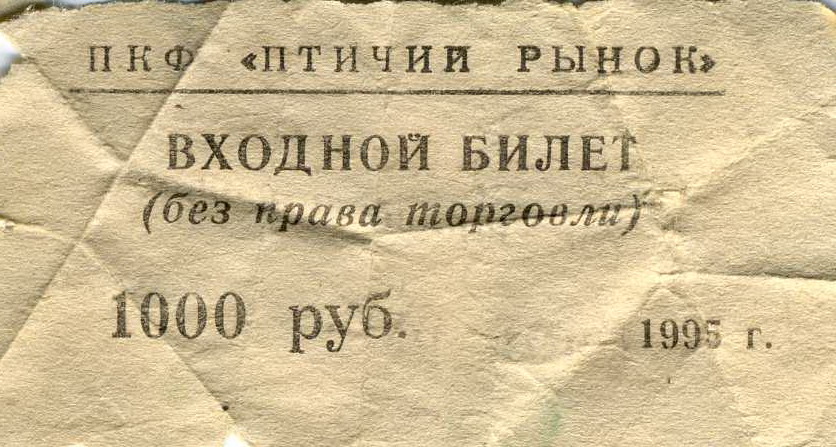 ПКФ «ПТИЧИЙ РЫНОК»
ВХОДНОЙ БИЛЕТ
(без права торговли)
1000 руб.
1995 г.